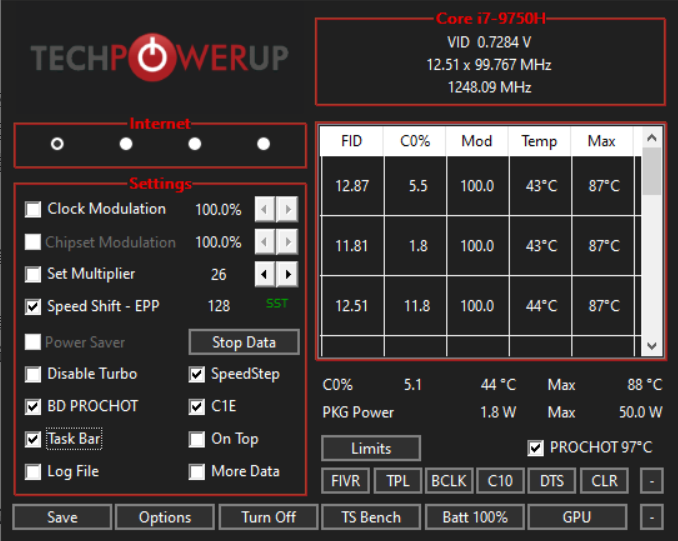 TECHPOWERUP
Core i7-9750H
VID 0.7284 V
12.51 x 99.767 MHz
1248.09 MHz
Internet
Settings
Clock Modulation 100.0%
Chipset Modulation 100.0%
Set Multiplier 26
Speed Shift - EPP 128 SST
Power Saver Stop Data
Disable Turbo SpeedStep
BD PROCHOT C1E
Task Bar On Top
Log File More Data
FID C0% Mod Temp Max
12.87 5.5 100.0 43°C 87°C
11.81 1.8 100.0 43°C 87°C
12.51 11.8 100.0 44°C 87°C
C0% 5.1 44 °C Max 88 °C
PKG Power 1.8 W Max 50.0 W
Limits PROCHOT 97°C
FIVR TPL BCLK C10 DTS CLR -
Save Options Turn Off TS Bench Batt 100% GPU -